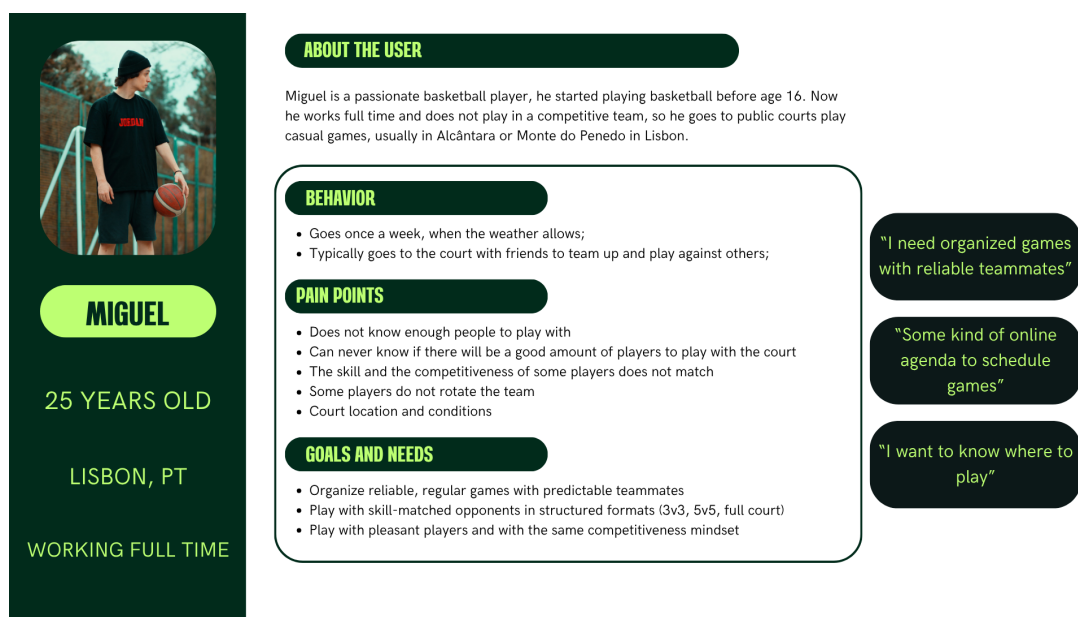 JORDAN
MIGUEL
25 YEARS OLD
LISBON, PT
WORKING FULL TIME
ABOUT THE USER
Miguel is a passionate basketball player, he started playing basketball before age 16. Now
he works full time and does not play in a competitive team, so he goes to public courts play
casual games, usually in Alcântara or Monte do Penedo in Lisbon.
BEHAVIOR
• Goes once a week, when the weather allows;
• Typically goes to the court with friends to team up and play against others;
PAIN POINTS
• Does not know enough people to play with
• Can never know if there will be a good amount of players to play with the court
• The skill and the competitiveness of some players does not match
• Some players do not rotate the team
• Court location and conditions
GOALS AND NEEDS
• Organize reliable, regular games with predictable teammates
• Play with skill-matched opponents in structured formats (3v3, 5v5, full court)
• Play with pleasant players and with the same competitiveness mindset
“I need organized games
with reliable teammates”
“Some kind of online
agenda to schedule
games”
“I want to know where to
play”